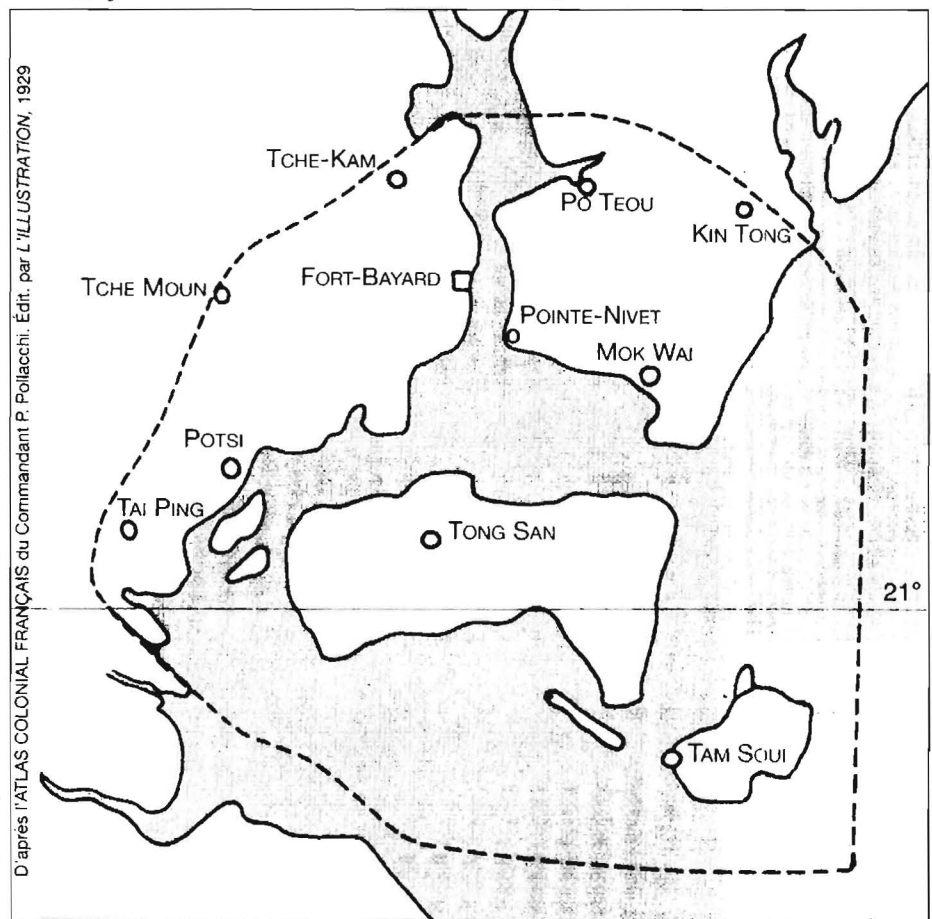 D'après l'ATLAS COLONIAL FRANÇAIS du Commandant P. Pollacchi. Édit. par L'ILLUSTRATION, 1929
TCHE-KAM
PO TEOU
KIN TONG
TCHE MOUN
FORT-BAYARD
POINTE-NIVET
MOK WAI
POTSI
TAI PING
TONG SAN
21°
TAM SOUI